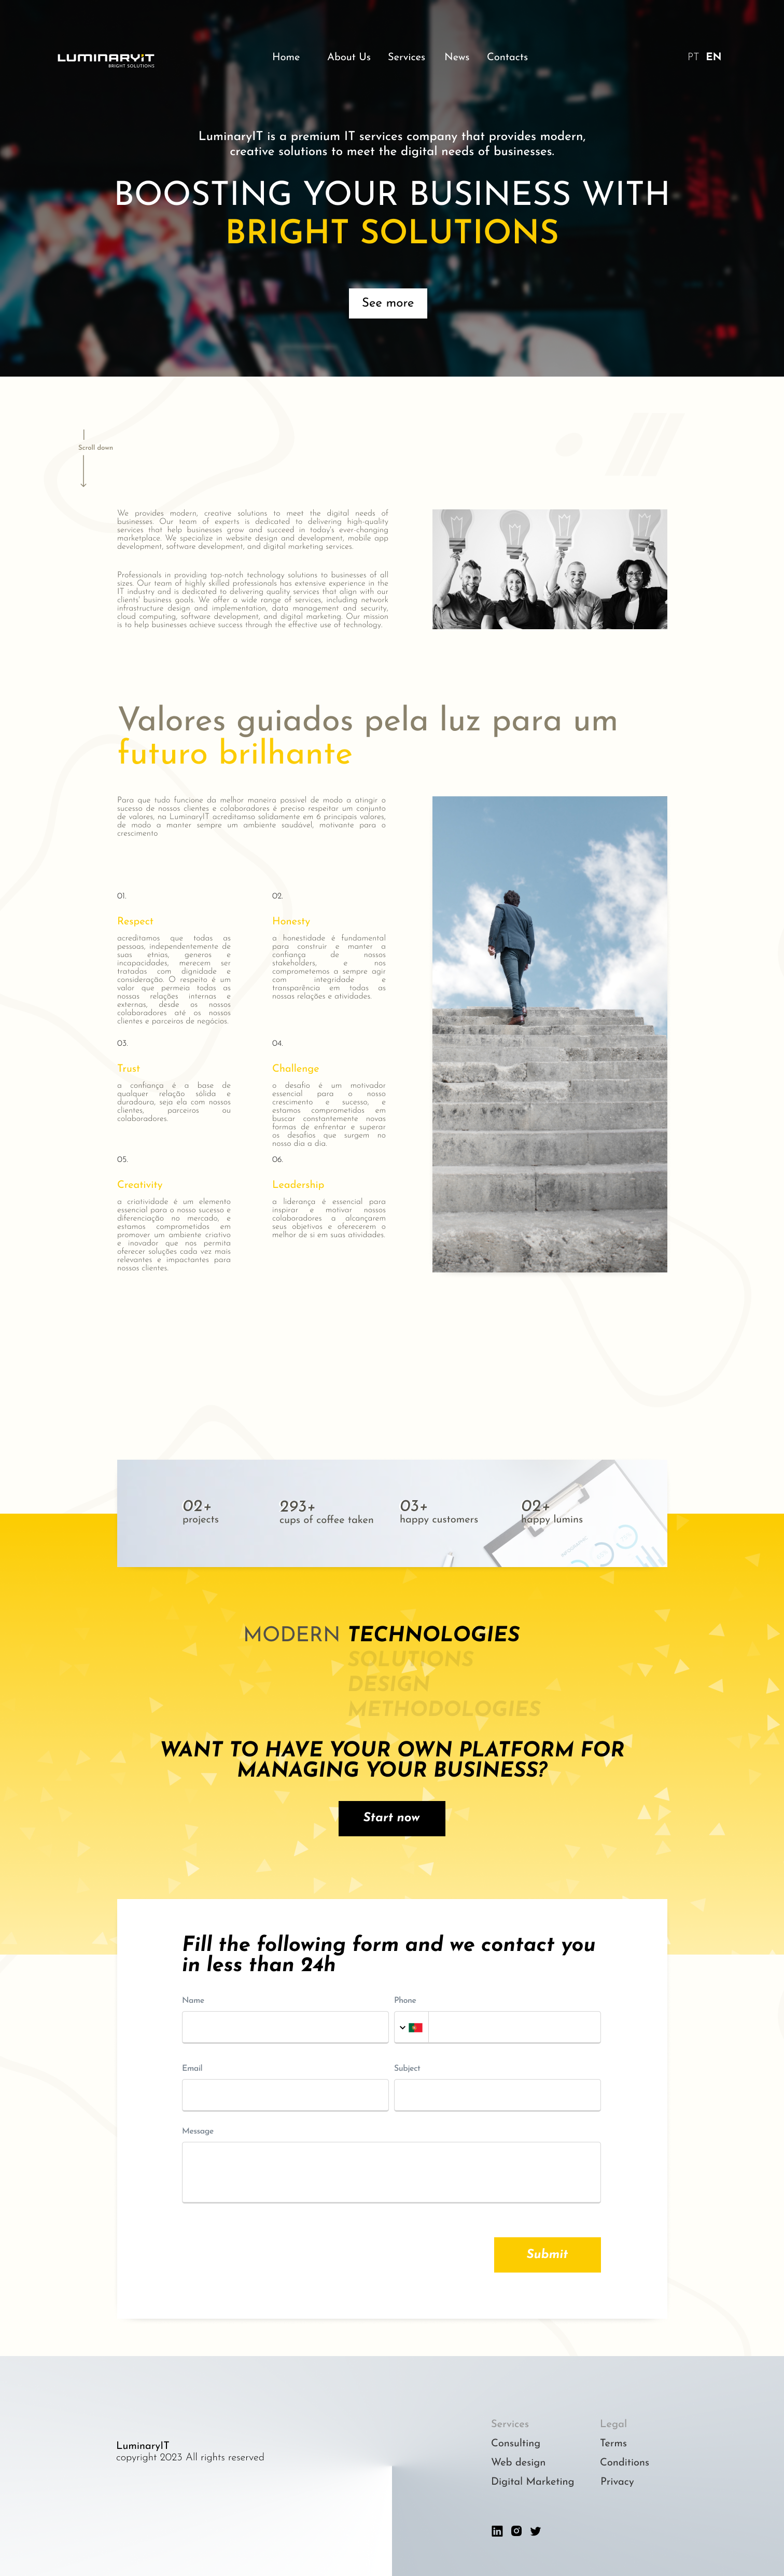 LUMINARYIT
BRIGHT SOLUTIONS
Home About Us Services News Contacts
PT EN
LuminaryIT is a premium IT services company that provides modern,
creative solutions to meet the digital needs of businesses.
BOOSTING YOUR BUSINESS WITH
BRIGHT SOLUTIONS
See more
Scroll down
We provides modern, creative solutions to meet the digital needs of
businesses. Our team of experts is dedicated to delivering high-quality
services that help businesses grow and succeed in today's ever-changing
marketplace. We specialize in website design and development, mobile app
development, software development, and digital marketing services.
Professionals in providing top-notch technology solutions to businesses of all
sizes. Our team of highly skilled professionals has extensive experience in the
IT industry and is dedicated to delivering quality services that align with our
clients' business goals. We offer a wide range of services, including network
infrastructure design and implementation, data management and security,
cloud computing, software development, and digital marketing. Our mission
is to help businesses achieve success through the effective use of technology.
Valores guiados pela luz para um
futuro brilhante
Para que tudo funcione da melhor maneira possivel de modo a atingir o
sucesso de nossos clientes e colaboradores é preciso respeitar um conjunto
de valores, na LuminaryIT acreditamso solidamente em 6 principais valores,
de modo a manter sempre um ambiente saudável, motivante para o
crescimento
01.
Respect
acreditamos que todas as
pessoas, independentemente de
suas etnias, generos e
incapacidades, merecem ser
tratadas com dignidade e
consideração. O respeito é um
valor que permeia todas as
nossas relações internas e
externas, desde os nossos
colaboradores até os nossos
clientes e parceiros de negócios.
02.
Honesty
a honestidade é fundamental
para construir e manter a
confiança de nossos
stakeholders, e nos
comprometemos a sempre agir
com integridade e
transparência em todas as
nossas relações e atividades.
03.
Trust
a confiança é a base de
qualquer relação sólida e
duradoura, seja ela com nossos
clientes, parceiros ou
colaboradores.
04.
Challenge
o desafio é um motivador
essencial para o nosso
crescimento e sucesso, e
estamos comprometidos em
buscar constantemente novas
formas de enfrentar e superar
os desafios que surgem no
nosso dia a dia.
05.
Creativity
a criatividade é um elemento
essencial para o nosso sucesso e
diferenciação no mercado, e
estamos comprometidos em
promover um ambiente criativo
e inovador que nos permita
oferecer soluções cada vez mais
relevantes e impactantes para
nossos clientes.
06.
Leadership
a liderança é essencial para
inspirar e motivar nossos
colaboradores a alcançarem
seus objetivos e oferecerem o
melhor de si em suas atividades.
02+ 293+ 03+ 02+
projects cups of coffee taken happy customers happy lumins
MODERN TECHNOLOGIES
SOLUTIONS
DESIGN
METHODOLOGIES
WANT TO HAVE YOUR OWN PLATFORM FOR
MANAGING YOUR BUSINESS?
Start now
Fill the following form and we contact you
in less than 24h
Name Phone
Email Subject
Message
Submit
LuminaryIT
copyright 2023 All rights reserved
Services Legal
Consulting Terms
Web design Conditions
Digital Marketing Privacy